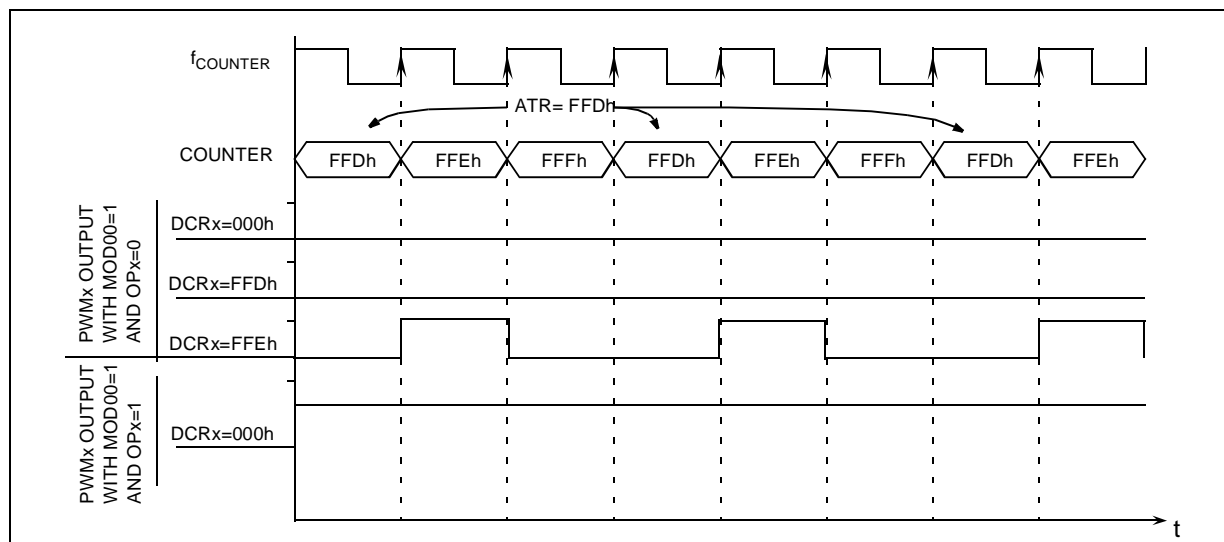 fCOUNTER
ATR= FFDh
COUNTER
FFDh FFEh FFFh FFDh FFEh FFFh FFDh FFEh
PWMx OUTPUT
WITH MOD00=1
AND OPx=0
DCRx=000h
DCRx=FFDh
DCRx=FFEh
PWMx OUTPUT
WITH MOD00=1
AND OPx=1
DCRx=000h
t